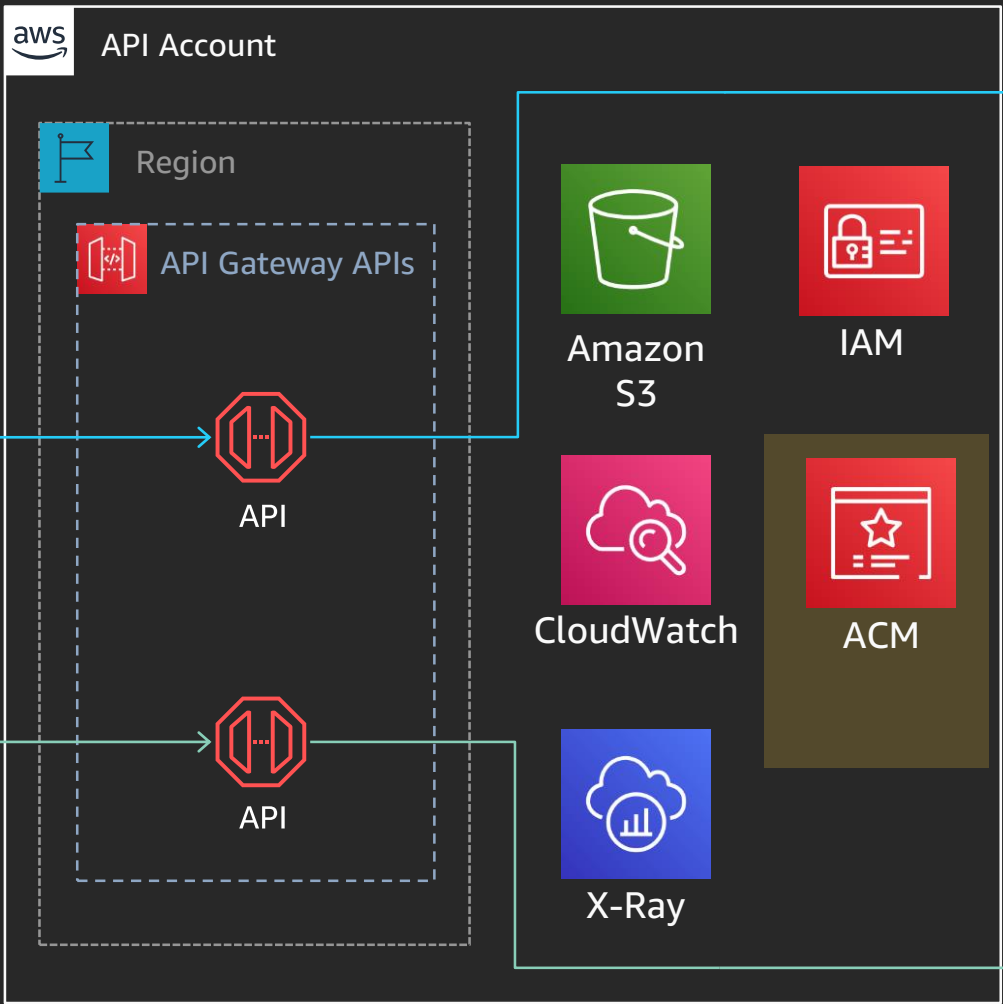 aws
API Account
Region
API Gateway APIs
</>
API
API
Amazon
S3
IAM
CloudWatch
ACM
X-Ray